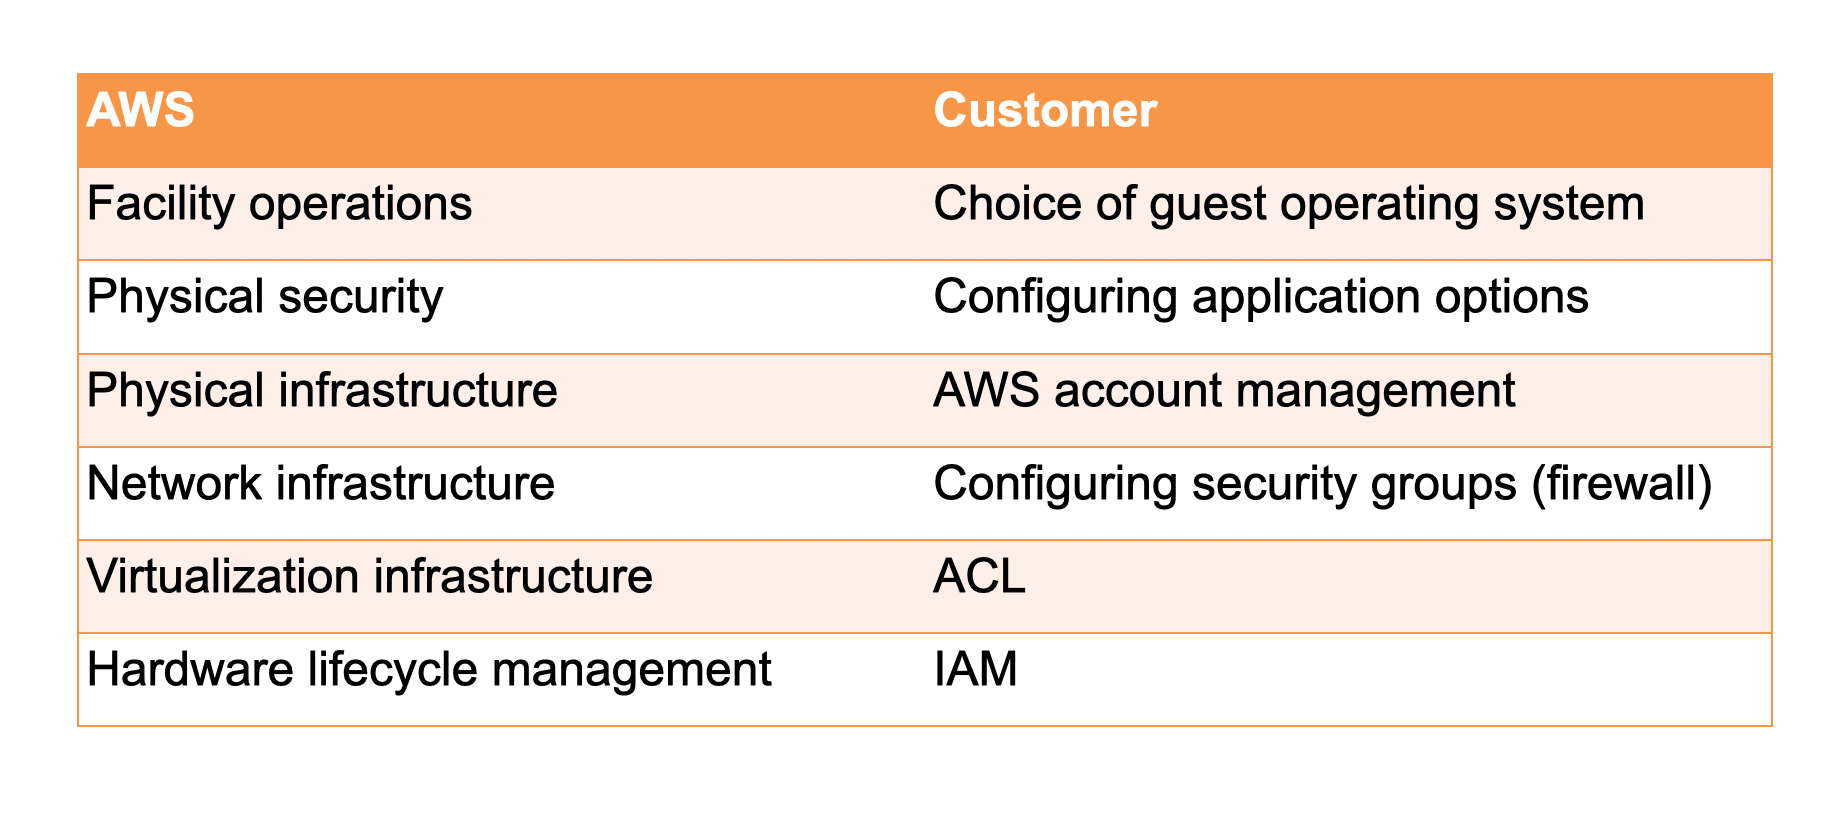 AWS Customer
Facility operations Choice of guest operating system
Physical security Configuring application options
Physical infrastructure AWS account management
Network infrastructure Configuring security groups (firewall)
Virtualization infrastructure ACL
Hardware lifecycle management IAM